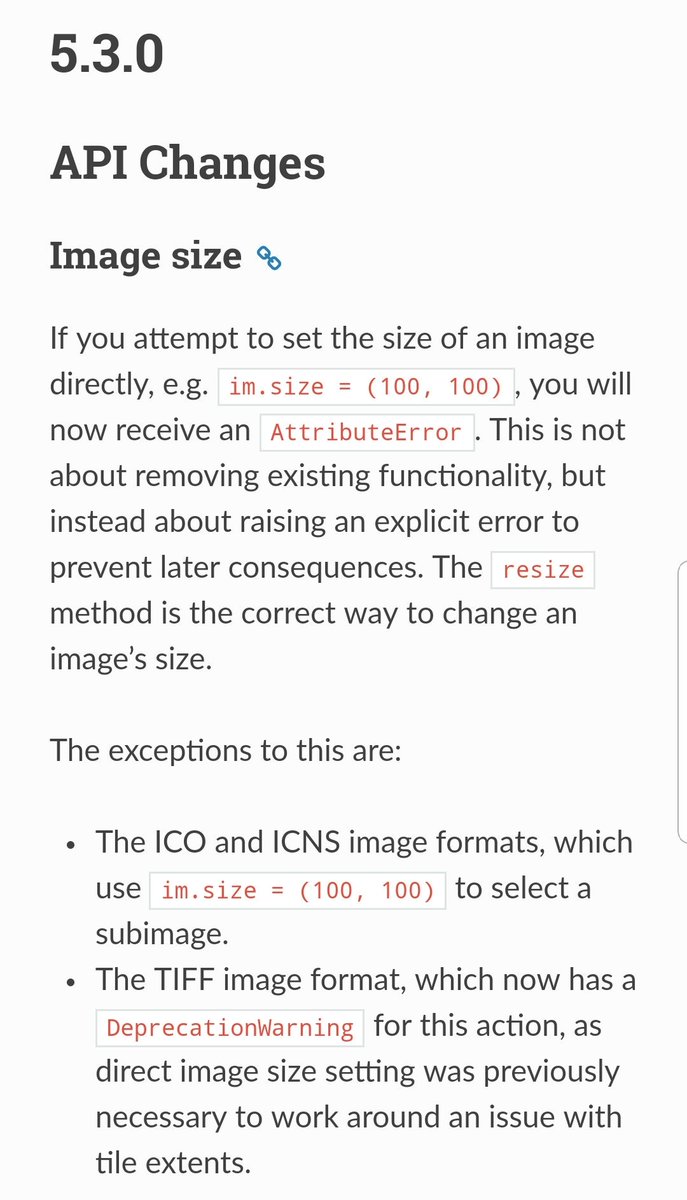 5.3.0
API Changes
Image size
If you attempt to set the size of an image
directly, e.g. im.size = (100, 100), you will
now receive an AttributeError. This is not
about removing existing functionality, but
instead about raising an explicit error to
prevent later consequences. The resize
method is the correct way to change an
image’s size.
The exceptions to this are:
• The ICO and ICNS image formats, which
use im.size = (100, 100) to select a
subimage.
• The TIFF image format, which now has a
DeprecationWarning for this action, as
direct image size setting was previously
necessary to work around an issue with
tile extents.